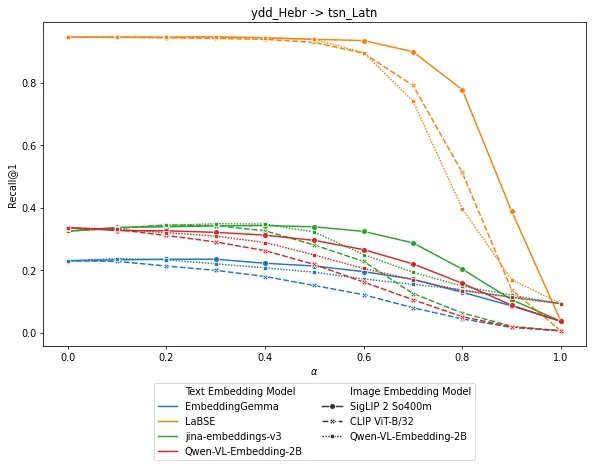 ydd_Hebr -> tsn_Latn
Recall@1
0.8
0.6
0.4
0.2
0.0
0.0 0.2 0.4 0.6 0.8 1.0
α
Text Embedding Model Image Embedding Model
EmbeddingGemma SigLIP 2 So400m
LaBSE CLIP ViT-B/32
jina-embeddings-v3 Qwen-VL-Embedding-2B
Qwen-VL-Embedding-2B